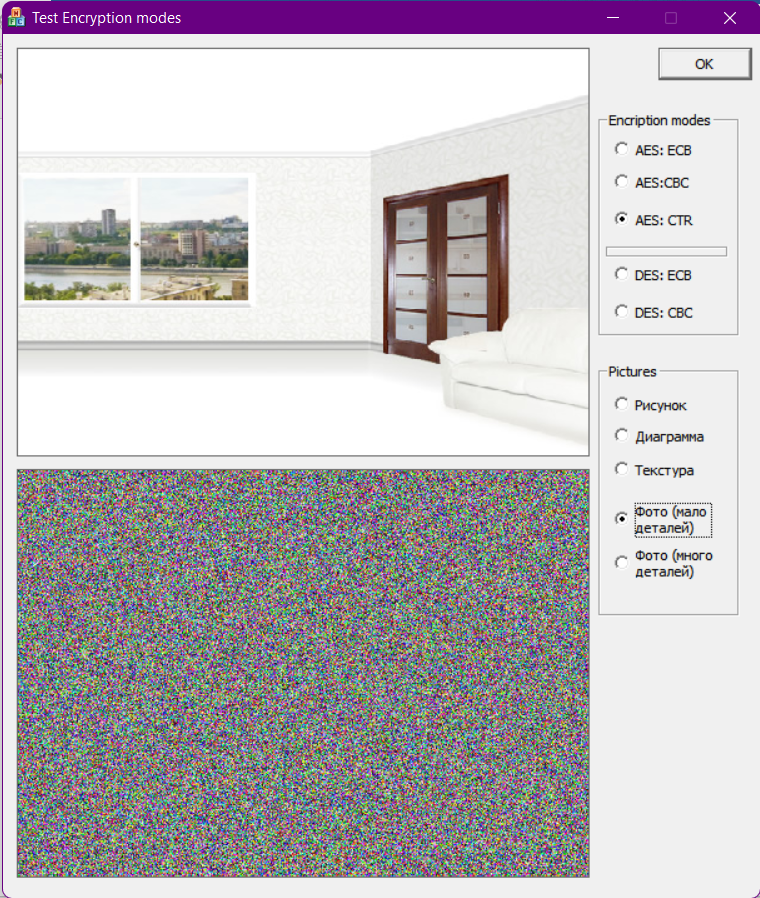 Test Encryption modes
OK
Encription modes
AES: ECB
AES:CBC
AES: CTR
DES: ECB
DES: CBC
Pictures
Рисунок
Диаграмма
Текстура
Фото (мало
деталей)
Фото (много
деталей)